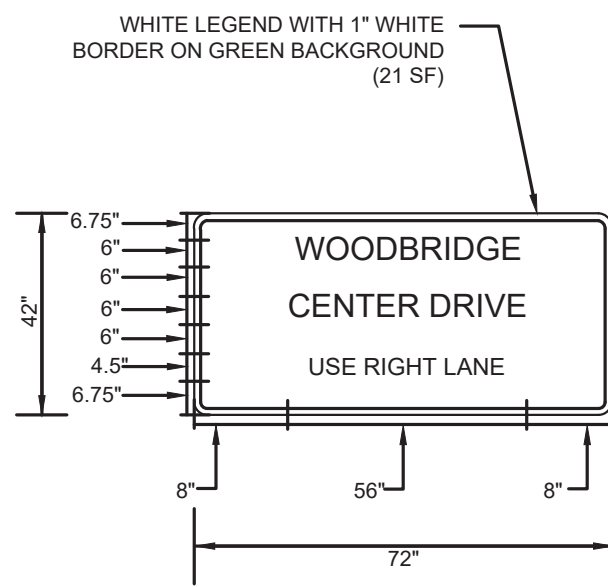 WHITE LEGEND WITH 1" WHITE
BORDER ON GREEN BACKGROUND
(21 SF)
6.75"
6"
6"
6"
6"
4.5"
6.75"
42"
WOODBRIDGE
CENTER DRIVE
USE RIGHT LANE
8"
56"
8"
72"